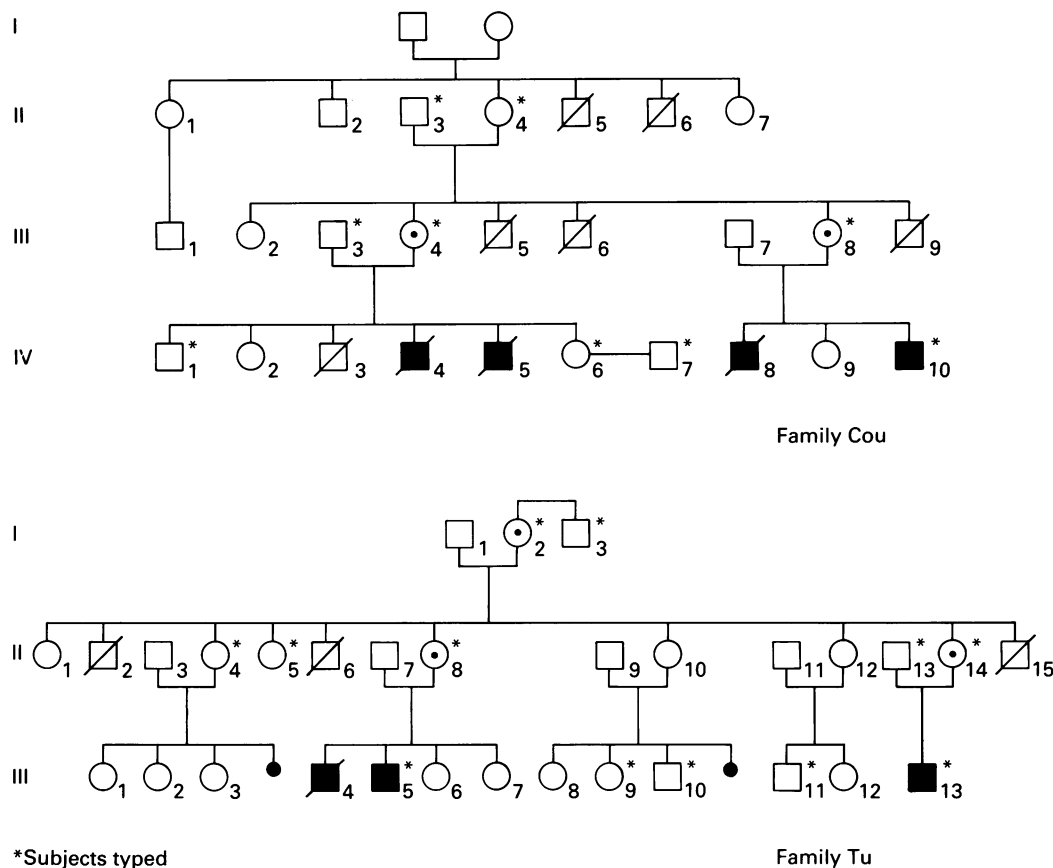 I
II
* *
1 2 3 4 5 6 7
III
* * *
1 2 3 4 5 6 7 8 9
IV
* * * *
1 2 3 4 5 6 7 8 9 10
Family Cou
I
* *
1 2 3
II
* * * * *
1 2 3 4 5 6 7 8 9 10 11 12 13 14 15
III
* * * * *
1 2 3 4 5 6 7 8 9 10 11 12 13
*Subjects typed
Family Tu